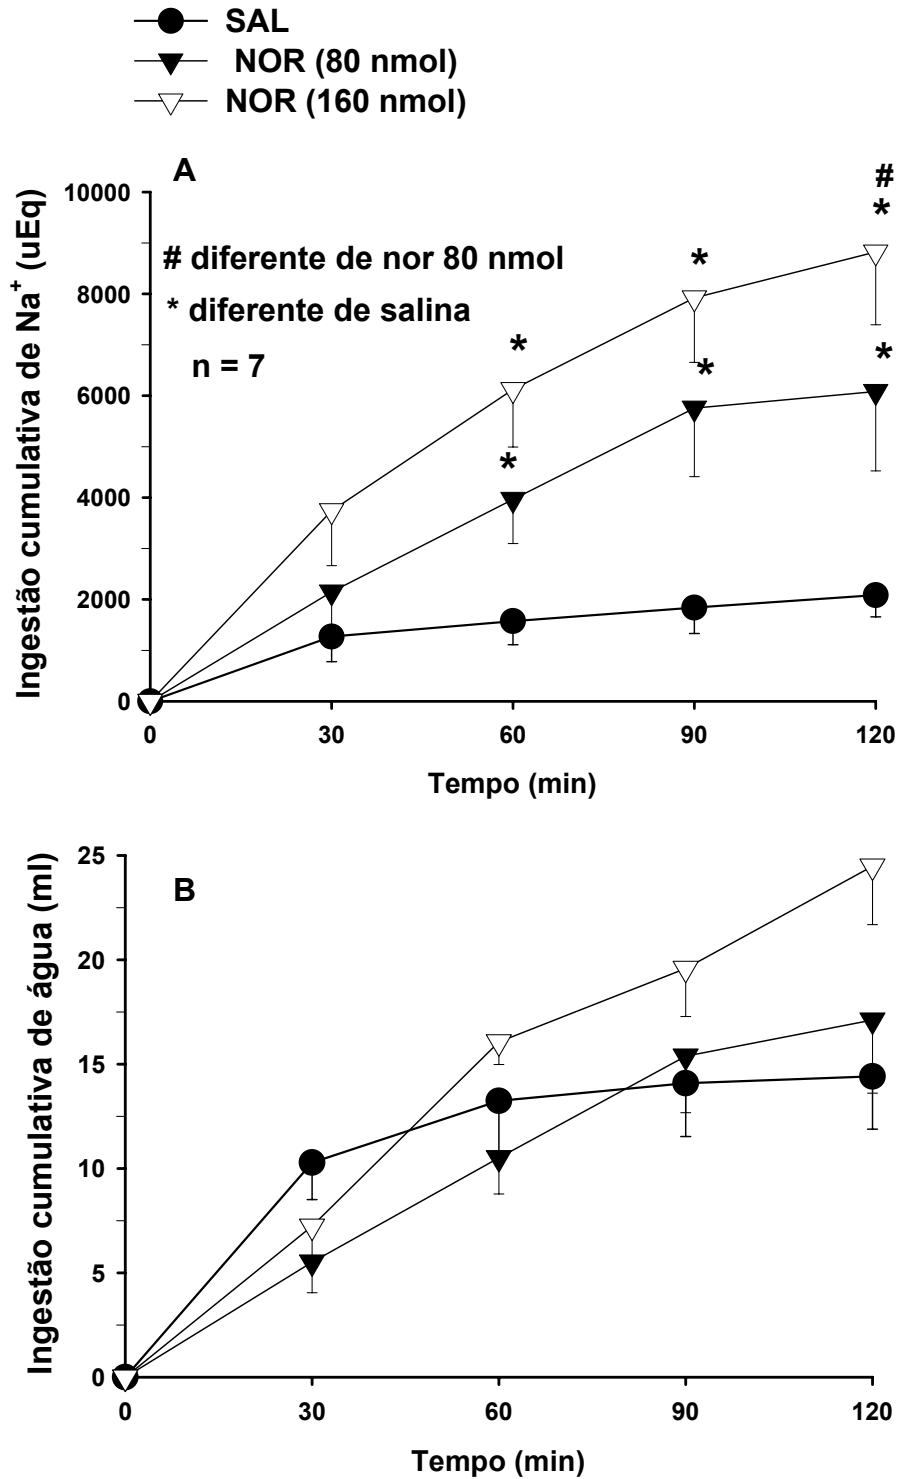 SAL
NOR (80 nmol)
NOR (160 nmol)
A
10000
8000
6000
4000
2000
0
Ingestão cumulativa de Na+ (uEq)
# diferente de nor 80 nmol
* diferente de salina
n = 7
#
*
*
*
*
*
*
*
0
30
60
90
120
Tempo (min)
B
25
20
15
10
5
0
Ingestão cumulativa de água (ml)
0
30
60
90
120
Tempo (min)